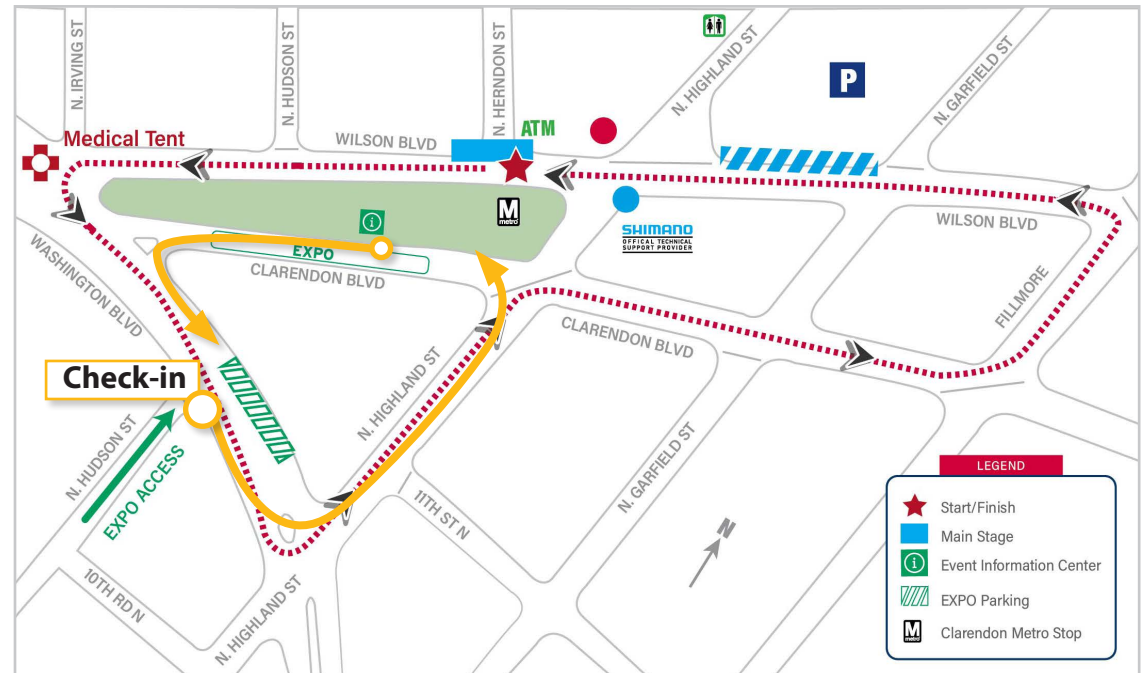 N. IRVING ST
N. HUDSON ST
N. HERNDON ST
N. HIGHLAND ST
N. GARFIELD ST
P
ATM
Medical Tent
WILSON BLVD
M
metro
i
SHIMANO
OFFICAL TECHNICAL
SUPPORT PROVIDER
WILSON BLVD
EXPO
CLARENDON BLVD
WASHINGTON BLVD
FILLMORE
CLARENDON BLVD
Check-in
N. HIGHLAND ST
N. HUDSON ST
EXPO ACCESS
N. GARFIELD ST
11TH ST N
N
10TH RD N
N. HIGHLAND ST
LEGEND
Start/Finish
Main Stage
i
Event Information Center
EXPO Parking
M
metro
Clarendon Metro Stop